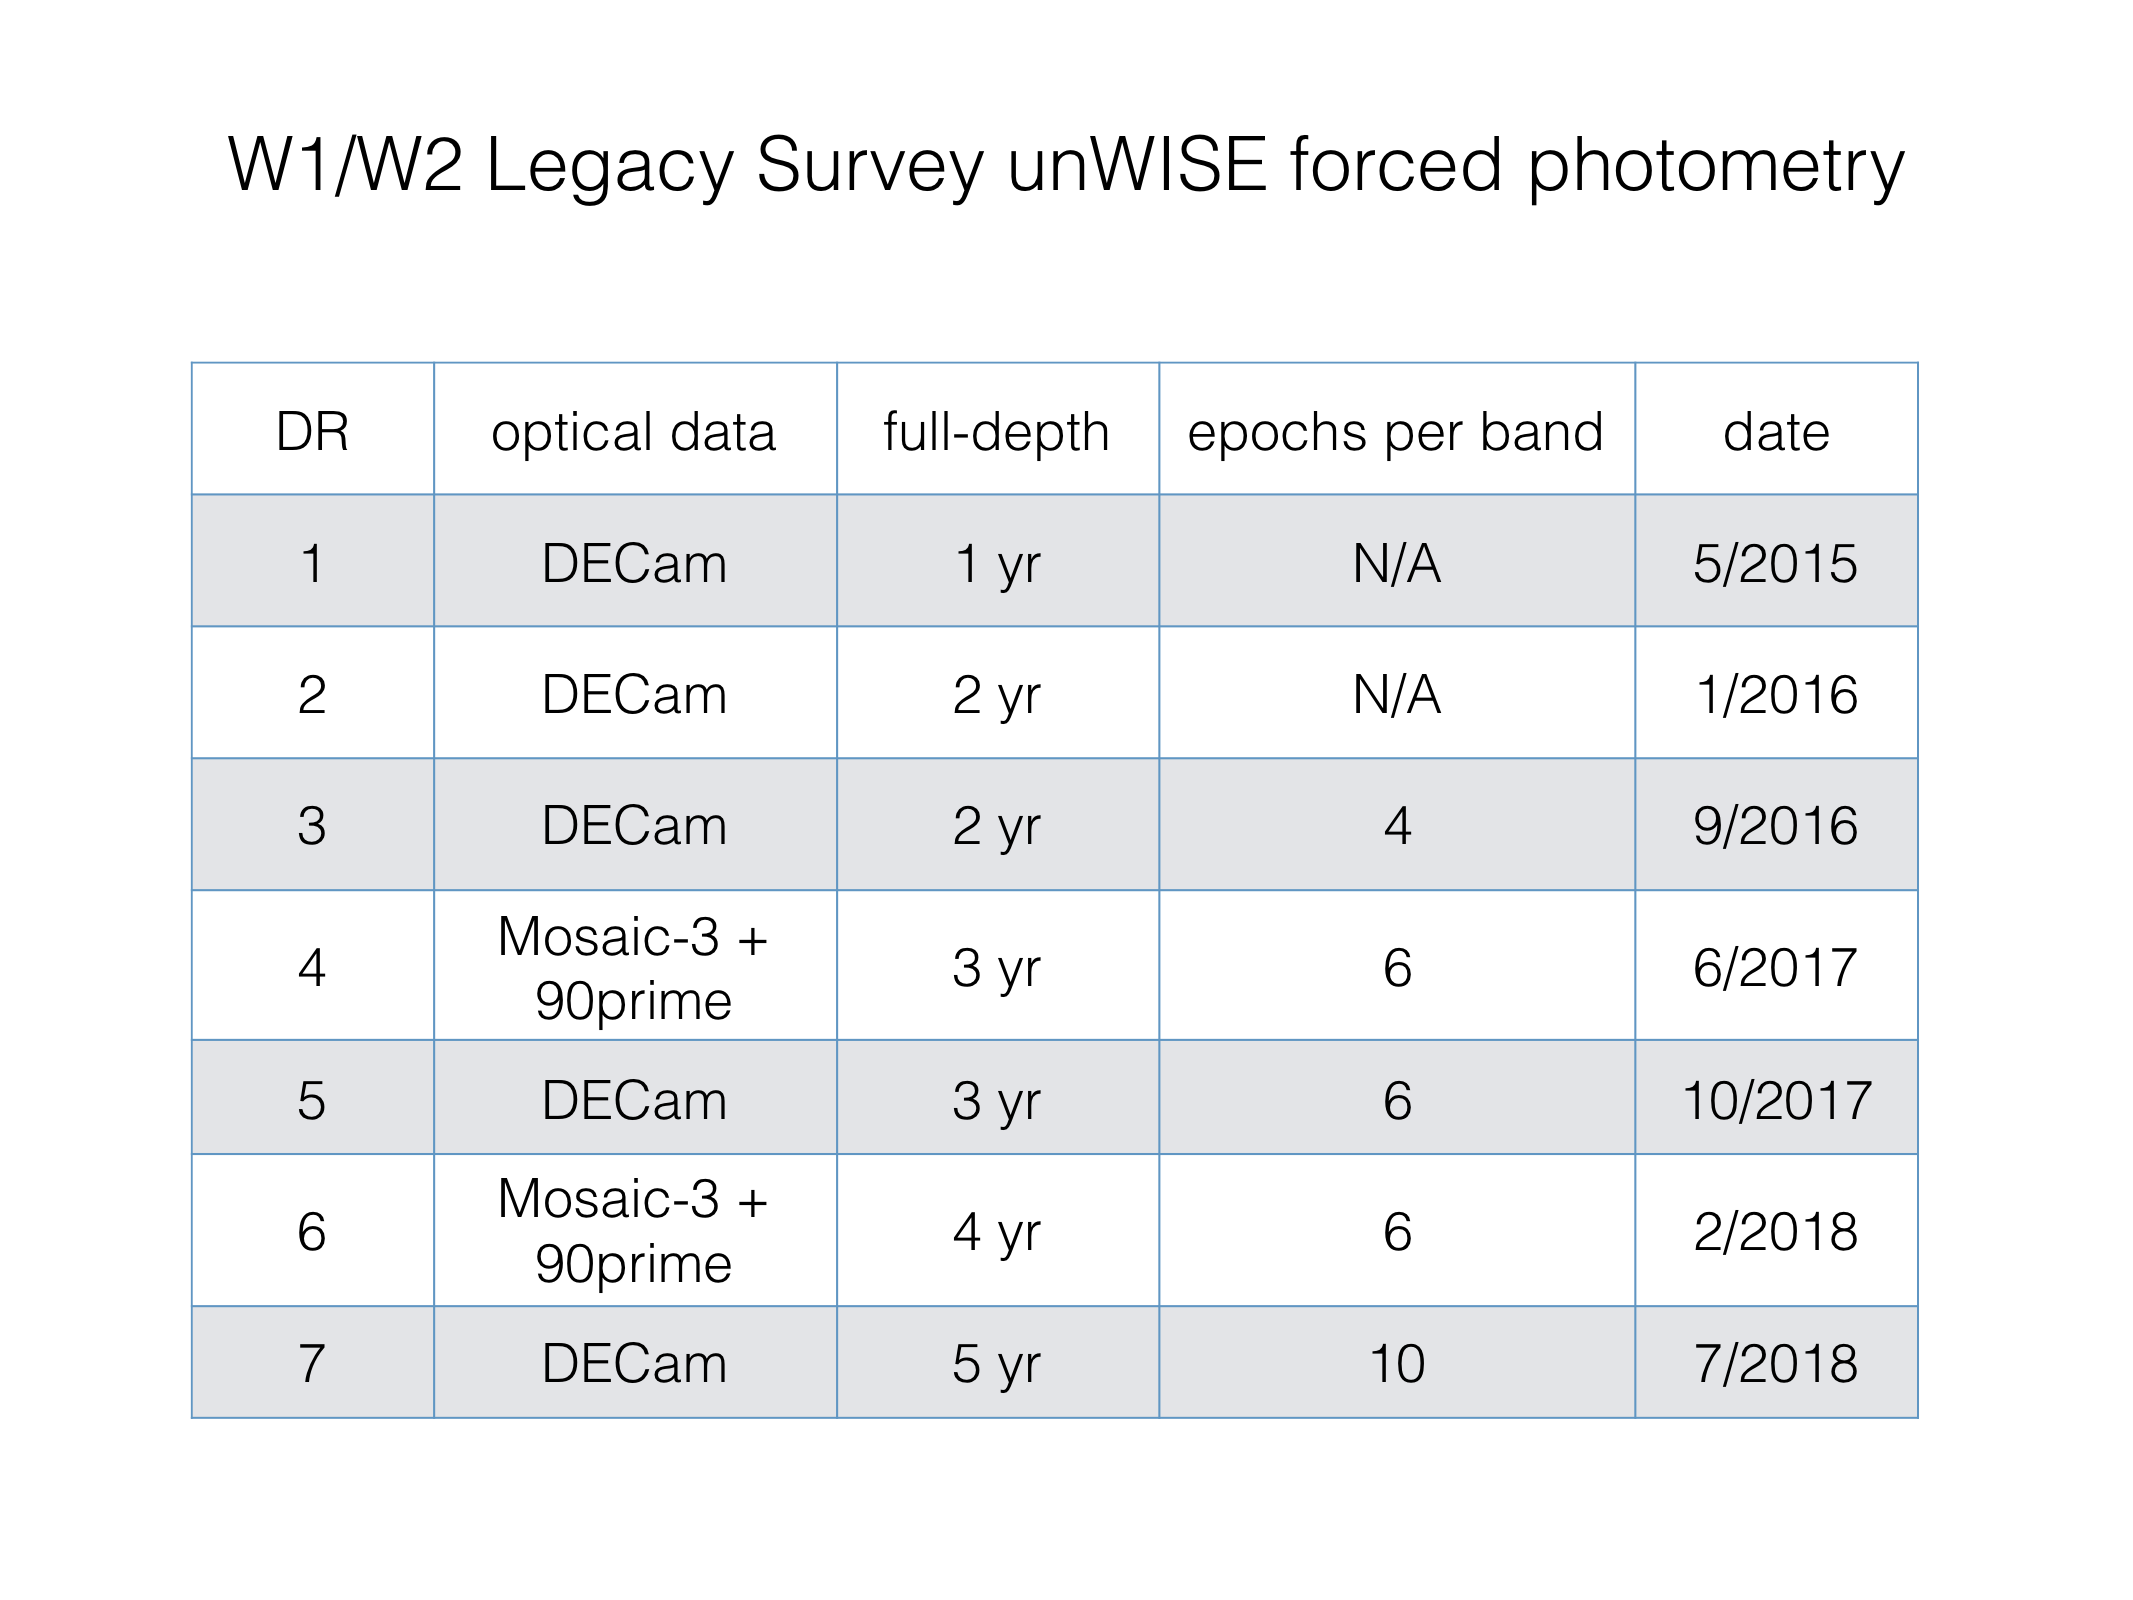 W1/W2 Legacy Survey unWISE forced photometry
DR optical data full-depth epochs per band date
1 DECam 1 yr N/A 5/2015
2 DECam 2 yr N/A 1/2016
3 DECam 2 yr 4 9/2016
4 Mosaic-3 + 3 yr 6 6/2017
90prime
5 DECam 3 yr 6 10/2017
6 Mosaic-3 + 4 yr 6 2/2018
90prime
7 DECam 5 yr 10 7/2018